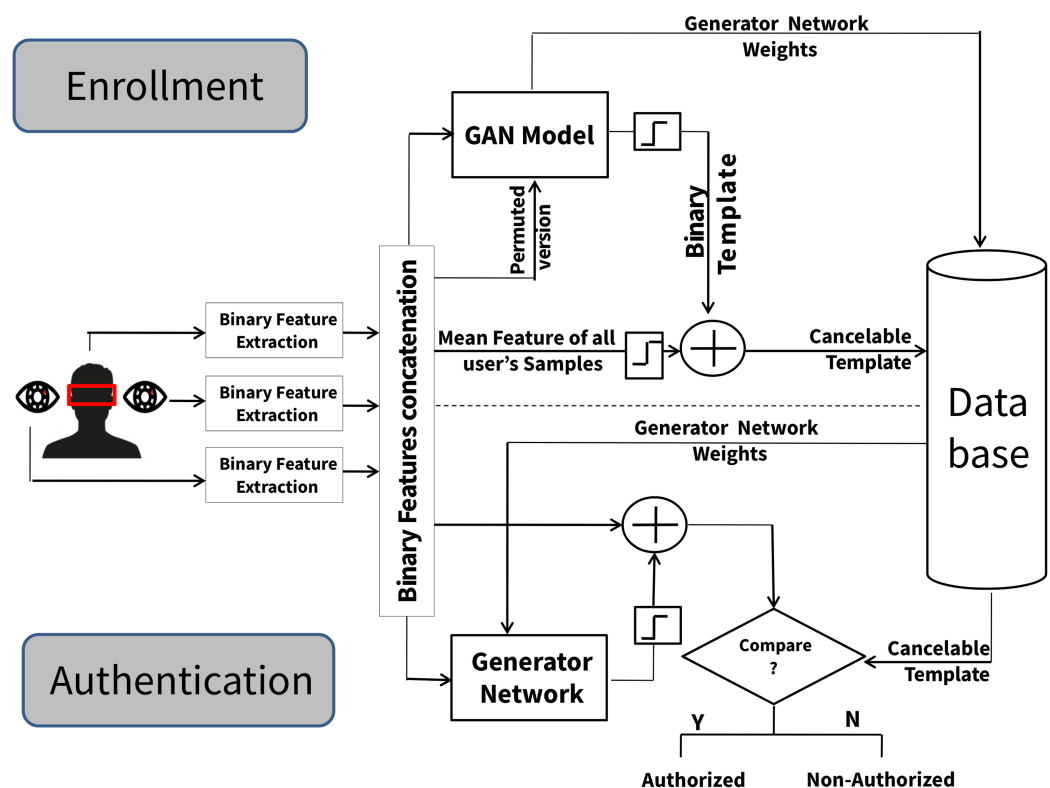 Enrollment
Generator Network
Weights
GAN Model
Permuted
version
Binary
Template
Binary Feature
Extraction
Binary Feature
Extraction
Binary Feature
Extraction
Binary Features concatenation
Mean Feature of all
user's Samples
Cancelable
Template
Data
base
Generator Network
Weights
Authentication
Generator
Network
Compare
?
Cancelable
Template
Y
N
Authorized
Non-Authorized